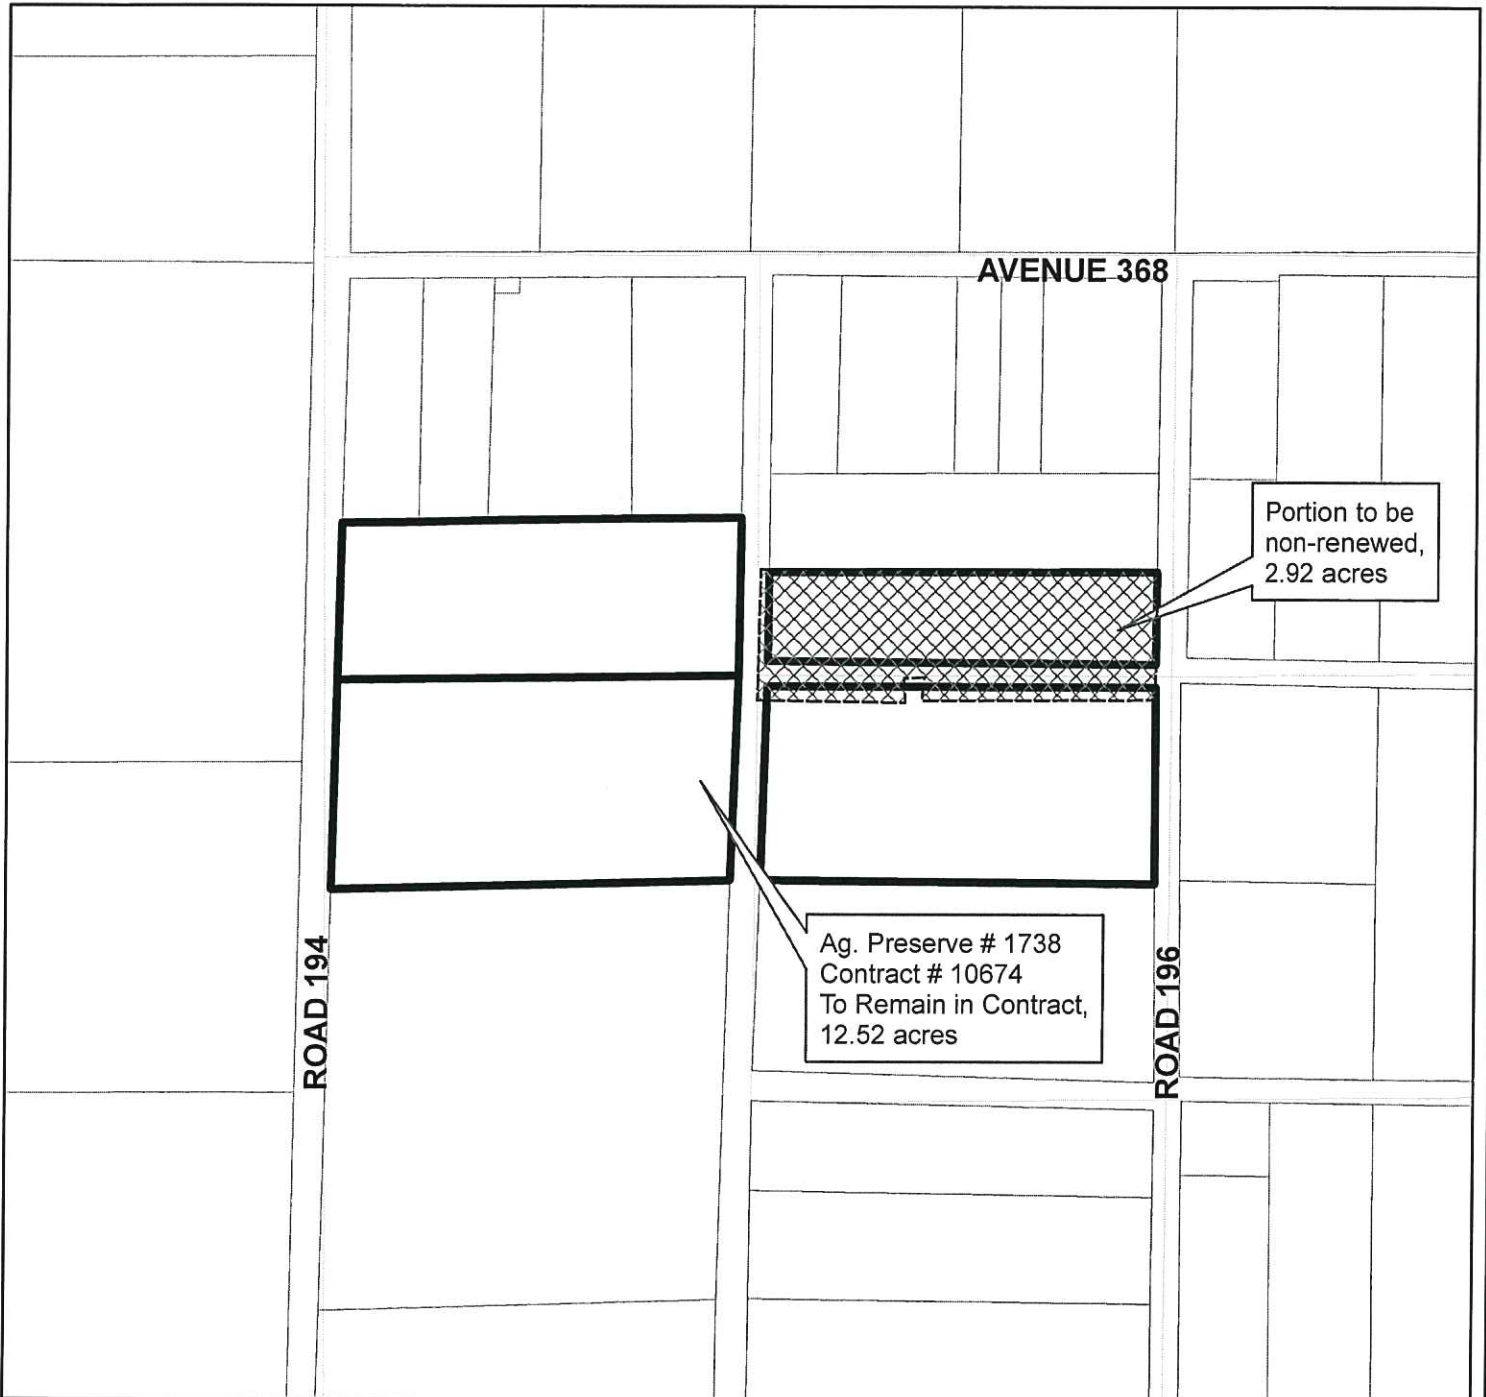 AVENUE 368
Portion to be
non-renewed,
2.92 acres
Ag. Preserve # 1738
Contract # 10674
To Remain in Contract,
12.52 acres
ROAD 194
ROAD 196